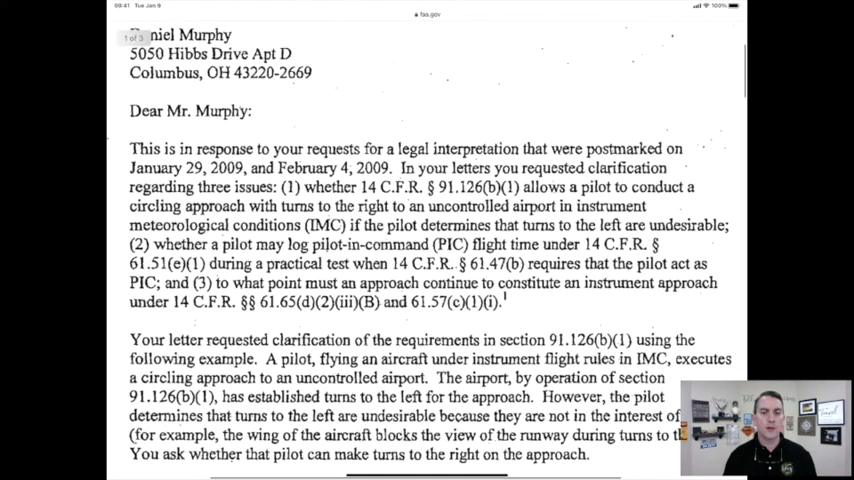 09:41 Tue Jan 9
100%
faa.gov
1 of 3
Daniel Murphy
5050 Hibbs Drive Apt D
Columbus, OH 43220-2669
Dear Mr. Murphy:
This is in response to your requests for a legal interpretation that were postmarked on
January 29, 2009, and February 4, 2009. In your letters you requested clarification
regarding three issues: (1) whether 14 C.F.R. § 91.126(b)(1) allows a pilot to conduct a
circling approach with turns to the right to an uncontrolled airport in instrument
meteorological conditions (IMC) if the pilot determines that turns to the left are undesirable;
(2) whether a pilot may log pilot-in-command (PIC) flight time under 14 C.F.R. §
61.51(e)(1) during a practical test when 14 C.F.R. § 61.47(b) requires that the pilot act as
PIC; and (3) to what point must an approach continue to constitute an instrument approach
under 14 C.F.R. §§ 61.65(d)(2)(iii)(B) and 61.57(c)(1)(i).1
Your letter requested clarification of the requirements in section 91.126(b)(1) using the
following example. A pilot, flying an aircraft under instrument flight rules in IMC, executes
a circling approach to an uncontrolled airport. The airport, by operation of section
91.126(b)(1), has established turns to the left for the approach. However, the pilot
determines that turns to the left are undesirable because they are not in the interest of
(for example, the wing of the aircraft blocks the view of the runway during turns to
You ask whether that pilot can make turns to the right on the approach.